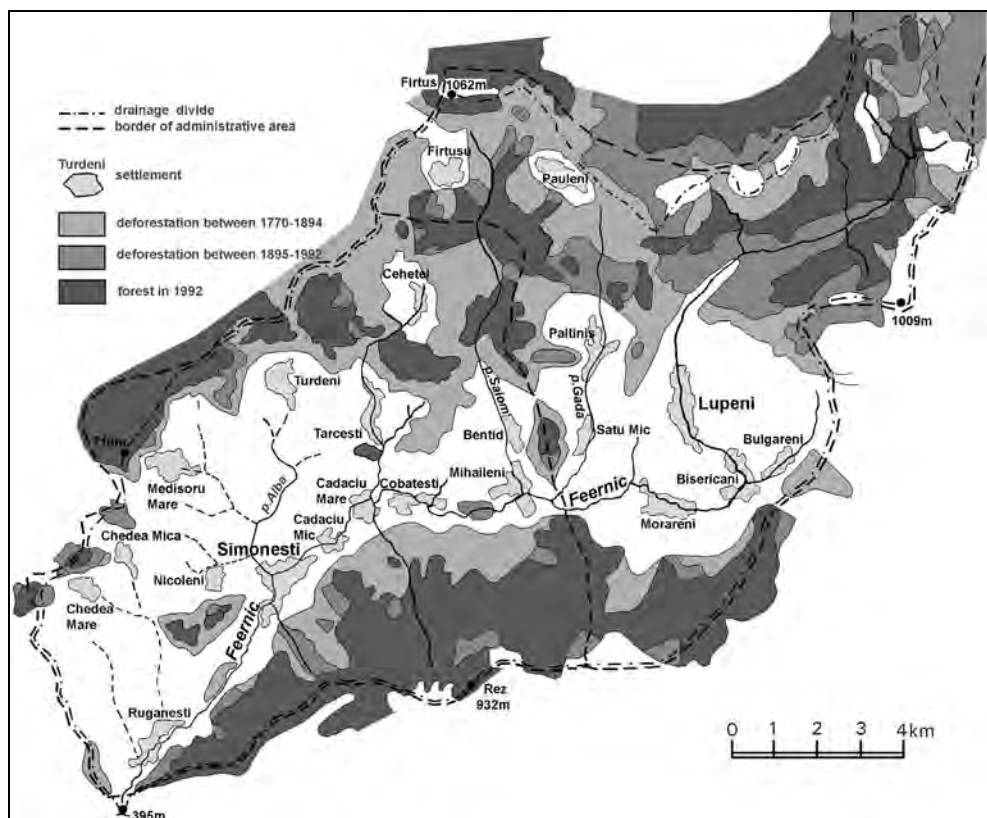 Firtus
1062m
drainage divide
border of administrative area
Turdeni
settlement
Firtusu
Pauleni
deforestation between 1770-1894
deforestation between 1895-1992
forest in 1992
Cehetel
1009m
Paltinis
Turdeni
p.Saiom
p.Gada
Lupeni
Tarcesti
Bentid
Satu Mic
Bulgareni
Medisoru
Mare
p.Alba
Cadaciu
Mare
Cobatesti
Mihaileni
Feernic
Bisericani
Morareni
Chedea Mica
Simonesti
Cadaciu
Mic
Nicoleni
Chedea
Mare
Feernic
Rez
932m
Ruganesti
0 1 2 3 4 km
395m